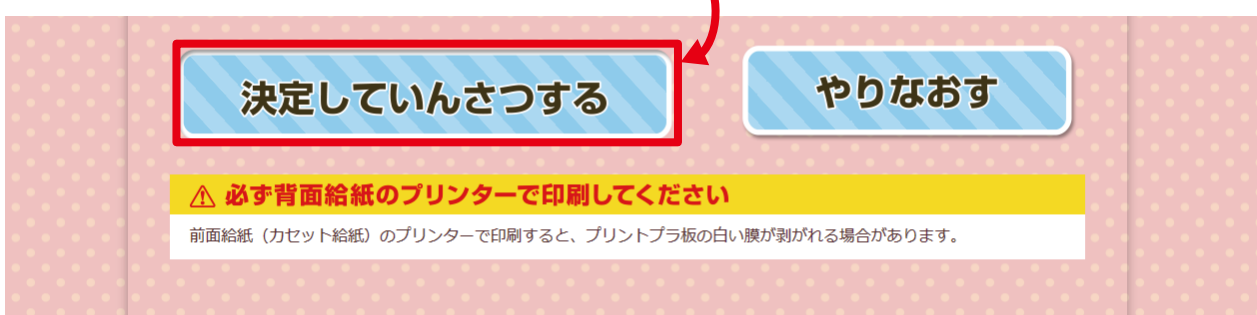 決定していんさつする
やりなおす
必ず背面給紙のプリンターで印刷してください
前面給紙（カセット給紙）のプリンターで印刷すると、プリントプラ板の白い膜が剥がれる場合があります。